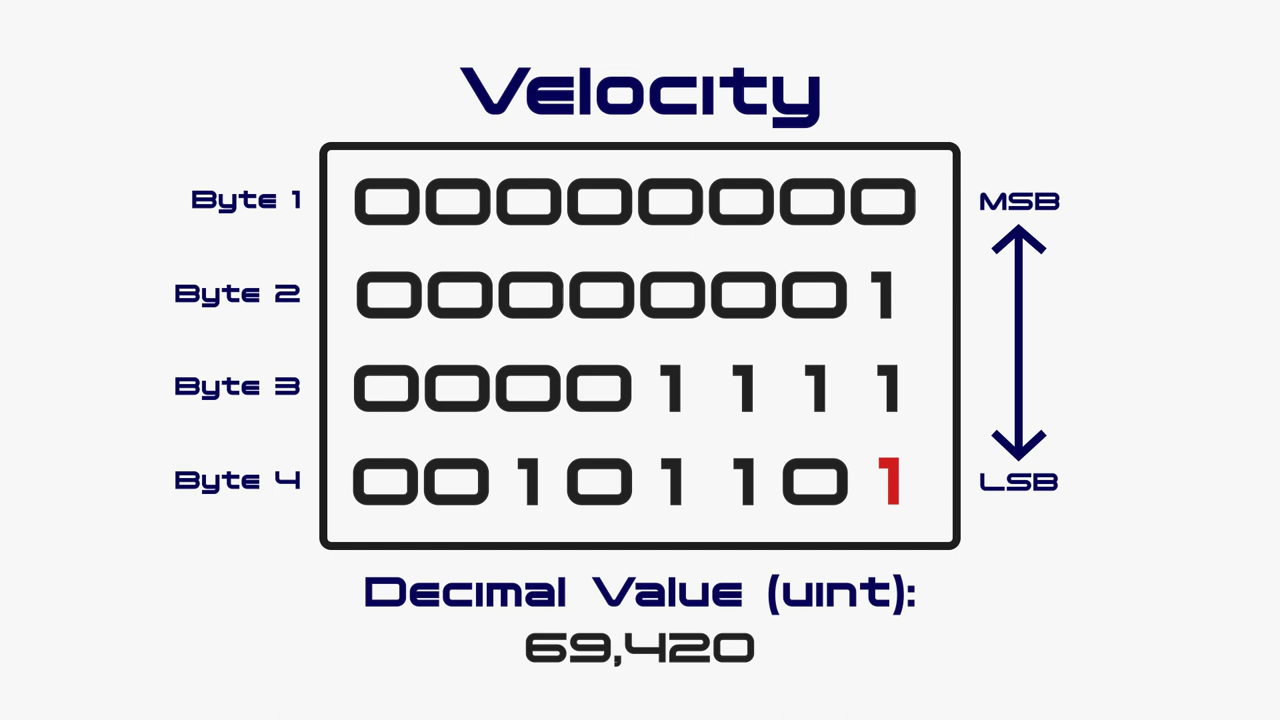 Velocity
Byte 1 00000000 MSB
Byte 2 00000001
Byte 3 00001111
Byte 4 00101101 LSB
Decimal Value (uint):
69,420